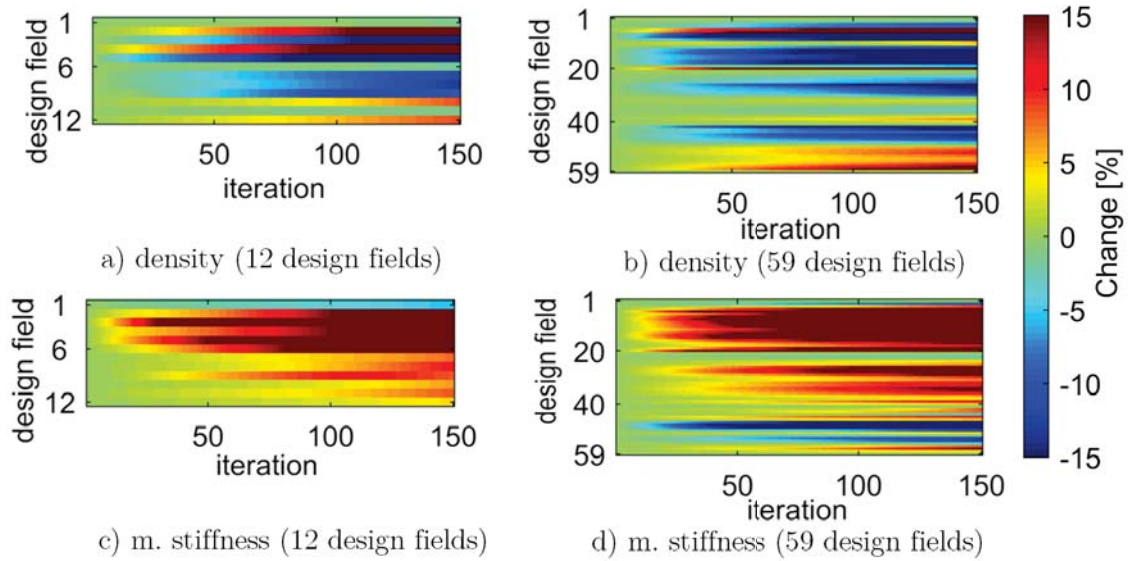 design field
1
6
12
50
100
150
iteration
a) density (12 design fields)
design field
1
20
40
59
50
100
150
iteration
b) density (59 design fields)
design field
1
6
12
50
100
150
iteration
c) m. stiffness (12 design fields)
design field
1
20
40
59
50
100
150
iteration
d) m. stiffness (59 design fields)
15
10
5
0
-5
-10
-15
Change [%]